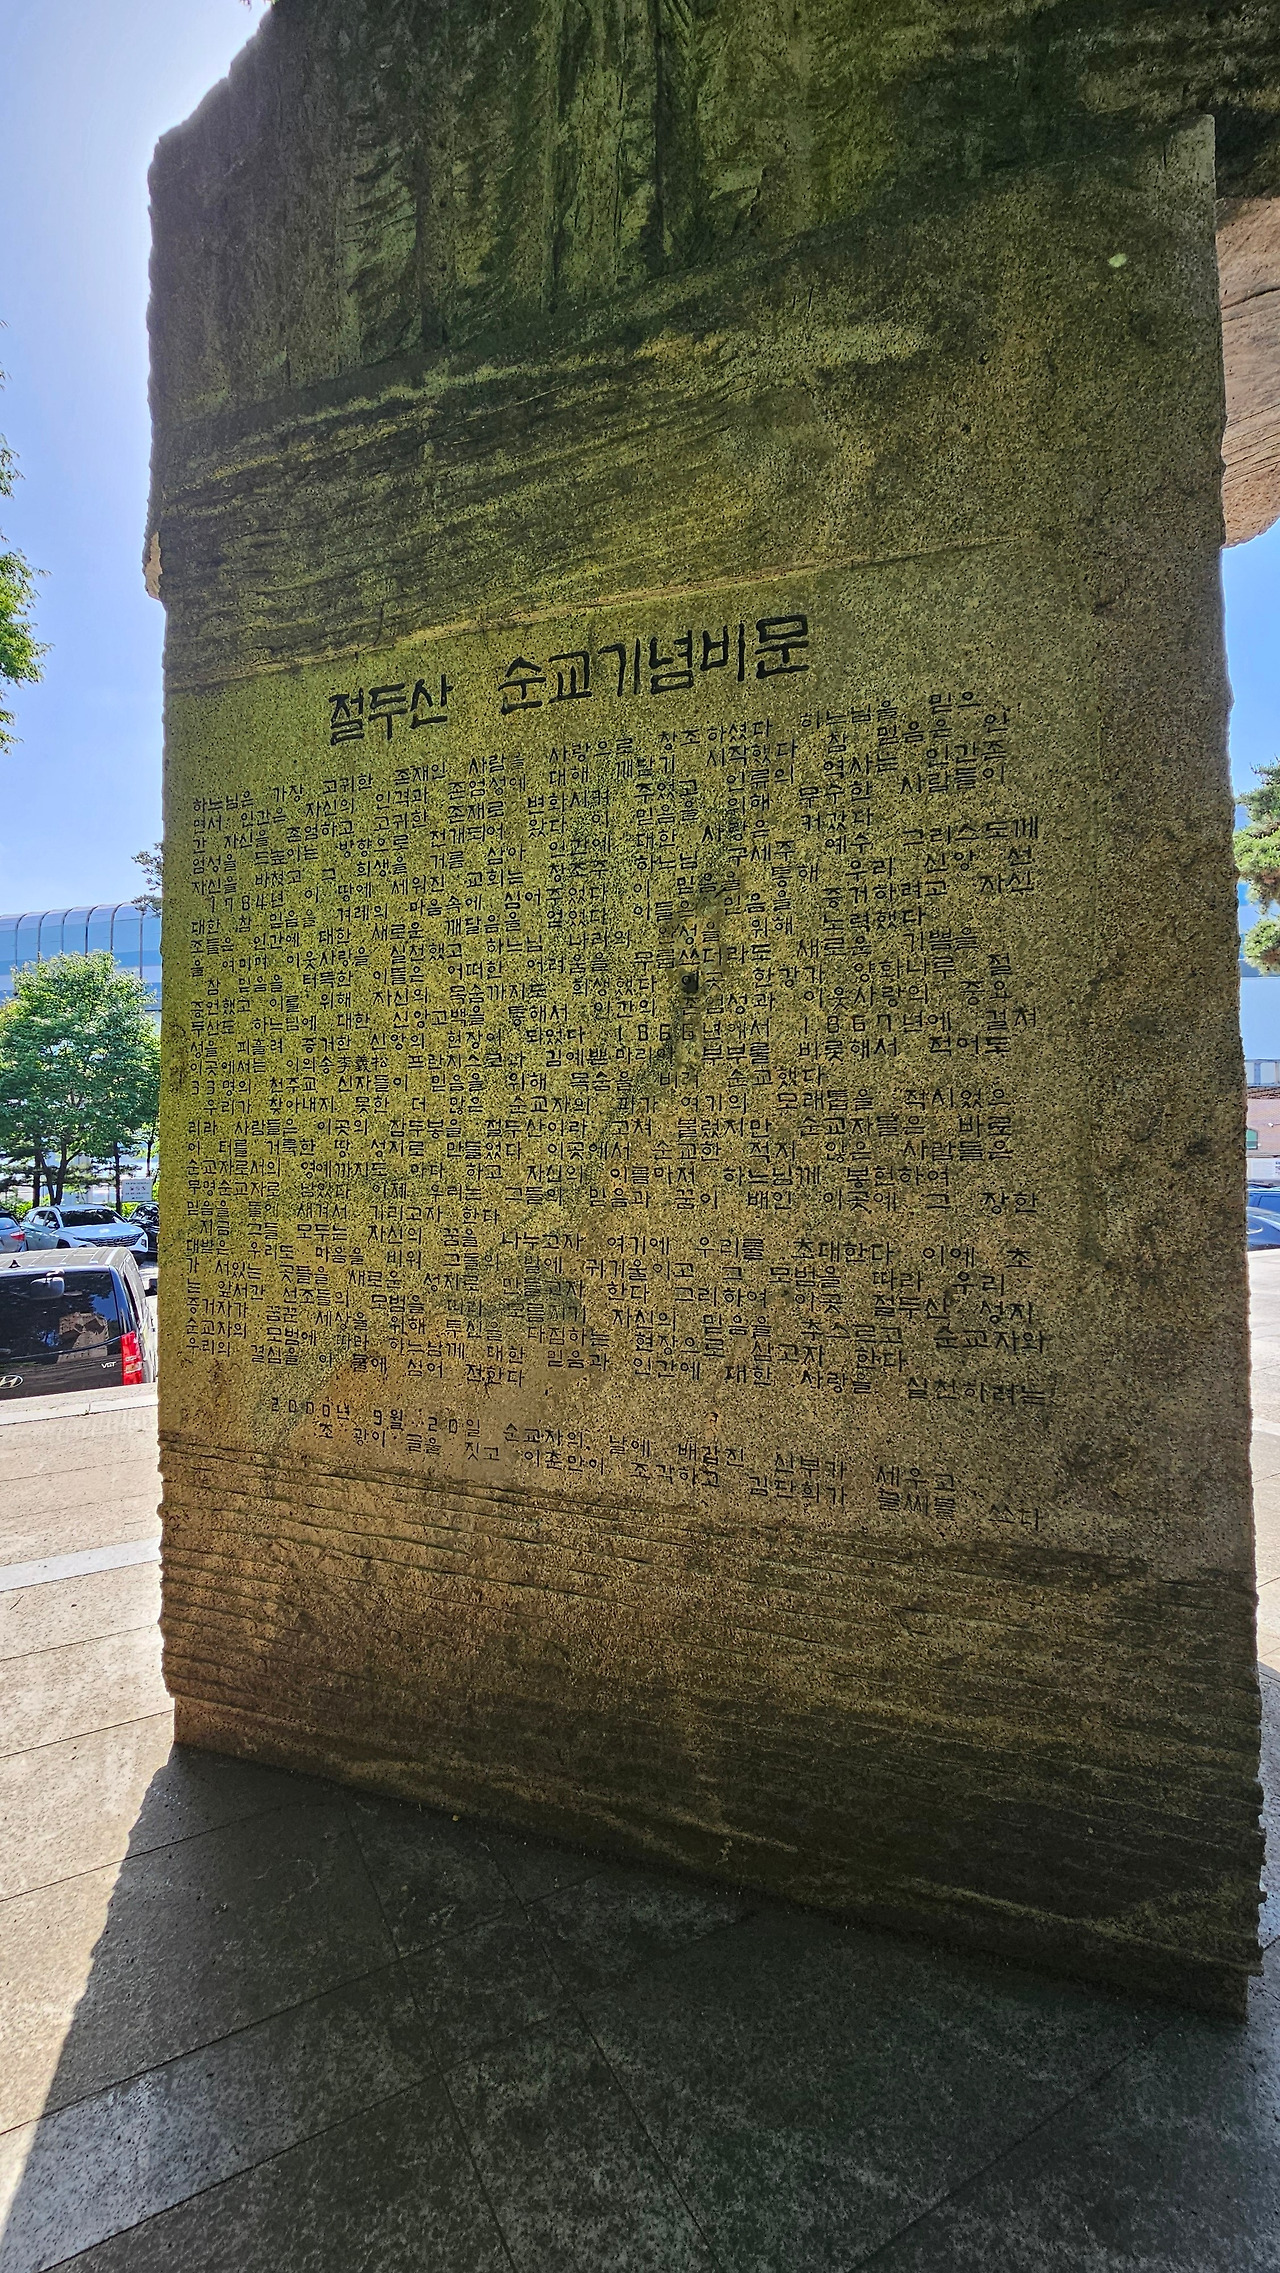 절두산 순교기념비문
하느님은 가장 고귀한 존재인 사람을 사랑으로 창조하셨다 하느님을 믿으
면서 인간은 자신의 인격과 존엄성에 대해 깨닫기 시작했다 참 믿음은 인
간 자신을 존엄하고 고귀한 존재로 변화시켜 주었고 인류의 역사는 인간존
엄성을 드높이는 방향으로 전개되어 왔다 이 믿음을 위해 무수한 사람들이
자신을 바쳤고 그 희생을 거름 삼아 인간에 대한 사랑은 커갔다
1784년 이 땅에 세워진 교회는 창조주 하느님 구세주 예수 그리스도께
대한 참 믿음을 겨레의 마음 속에 심어 주었다 이 믿음을 통해 우리 신앙 선
조들은 인간에 대한 새로운 깨달음을 얻었다 이들은 믿음을 증거하려고 자신
을 여미며 이웃사랑을 실천했고 하느님 나라의 완성을 위해 노력했다
참 믿음을 터득한 이들은 어떠한 어려움을 무릅쓰더라도 새로운 기쁨을
증언했고 이를 위해 자신의 목숨까지도 희생했다 이곳 한강가 양화나루 절
두산도 하느님에 대한 신앙고백을 통해서 인간의 존엄성과 이웃사랑의 중요
성을 피흘려 증거한 신앙의 현장이 되었다 1866년에서 1867년에 걸쳐
이곳에서는 이의송李義松 프란치스코와 김예쁜 마리아 부부를 비롯해서 적어도
33명의 천주교 신자들이 믿음을 위해 목숨을 바려 순교했다
우리가 찾아내지 못한 더 많은 순교자의 피가 여기의 모래톱을 적시었으
리라 사람들은 이곳의 잠두봉을 절두산이라 고쳐 불렀지만 순교자들은 바로
이 터를 거룩한 땅 성지로 만들었다 이곳에서 순교한 적지 않은 사람들은
순교자로서의 영예까지도 않다 하고 자신의 이름마저 하느님께 봉헌하여
무명순교자로 남았다 이제 우리는 그들의 믿음과 꿈이 배인 이곳에 그 장한
믿음을 돌에 새겨서 기리고자 한다
지금 그들 모두는 자신의 꿈을 나누고자 여기에 우리를 초대한다 이에 초
대받은 우리는 마음을 비워 그들의 말에 귀기울이고 그 모범을 따라 우리
가 서있는 곳들을 새로운 성지로 만들고자 한다 그리하여 이곳 절두산 성지
는 먼저간 선조들의 모범을 따라 믿음을 추스르고 순교자와
증거자가 꿈꾼 세상을 위해 투신을 다짐하는 현장으로 삼고자 한다
순교자의 모범에 따라 하느님께 대한 믿음과 인간에 대한 사랑을 실천하려는
우리의 결심을 이 돌에 심어 전한다
2000년 9월 20일 순교자의 날에 배갑진 신부가 세우고
조 광이 글을 짓고 이춘만이 조각하고 김단희가 글씨를 쓰다
VGT